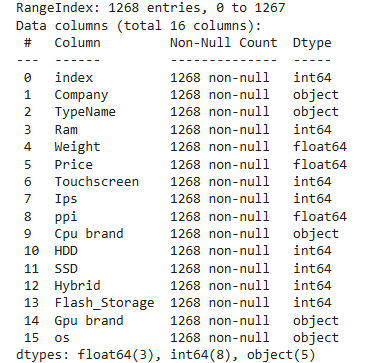 RangeIndex: 1268 entries, 0 to 1267
Data columns (total 16 columns):
 #   Column         Non-Null Count  Dtype
---  ------         --------------  -----
 0   index          1268 non-null   int64
 1   Company        1268 non-null   object
 2   TypeName       1268 non-null   object
 3   Ram            1268 non-null   int64
 4   Weight         1268 non-null   float64
 5   Price          1268 non-null   float64
 6   Touchscreen    1268 non-null   int64
 7   Ips            1268 non-null   int64
 8   ppi            1268 non-null   float64
 9   Cpu brand      1268 non-null   object
 10  HDD            1268 non-null   int64
 11  SSD            1268 non-null   int64
 12  Hybrid         1268 non-null   int64
 13  Flash_Storage  1268 non-null   int64
 14  Gpu brand      1268 non-null   object
 15  os             1268 non-null   object
dtypes: float64(3), int64(8), object(5)